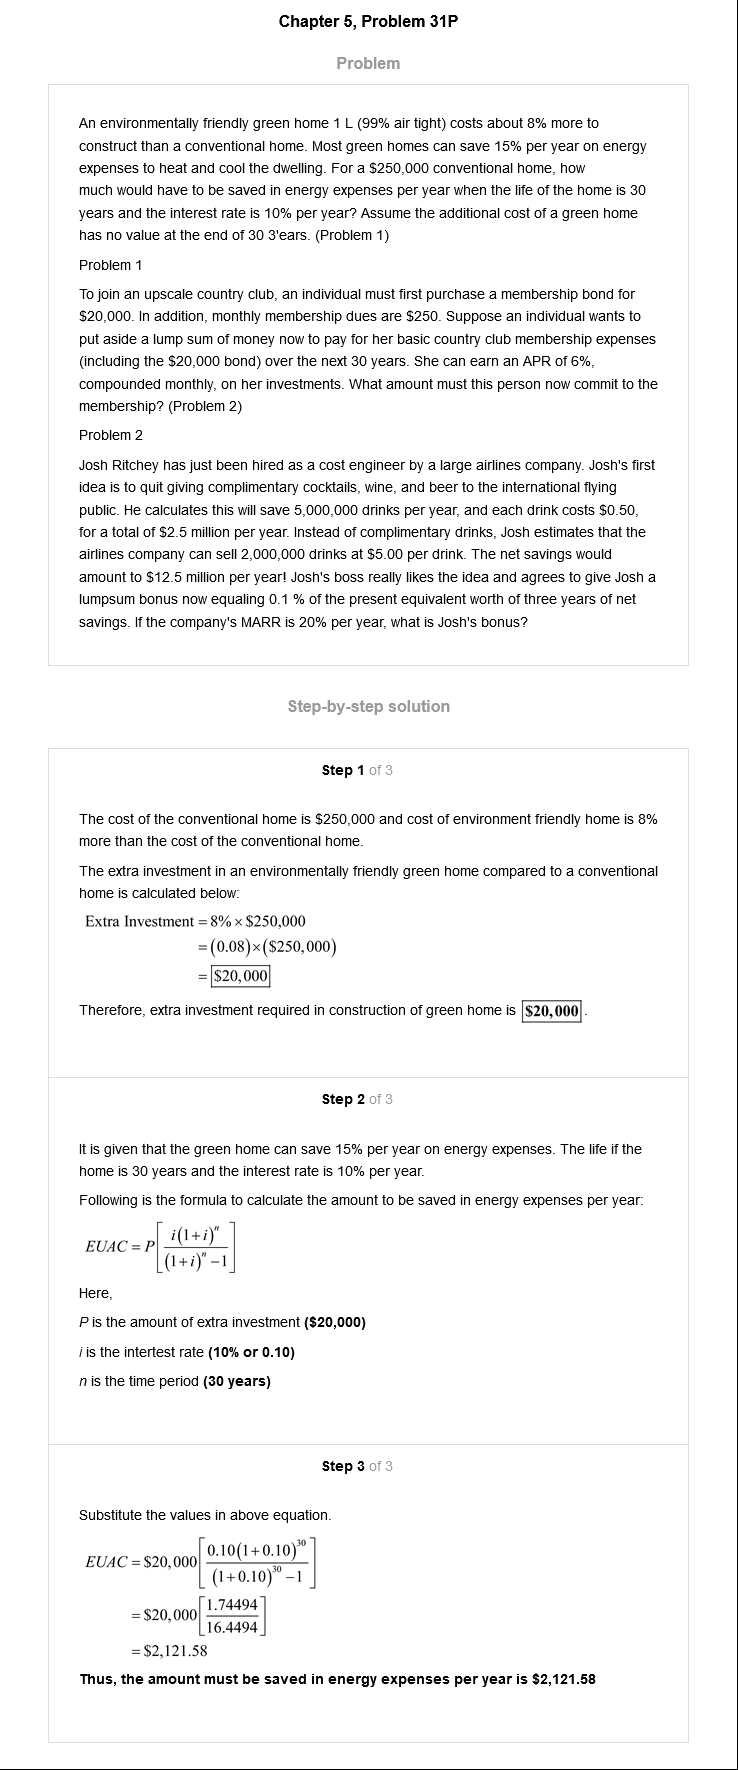 Chapter 5, Problem 31P
Problem
An environmentally friendly green home 1 L (99% air tight) costs about 8% more to
construct than a conventional home. Most green homes can save 15% per year on energy
expenses to heat and cool the dwelling. For a $250,000 conventional home, how
much would have to be saved in energy expenses per year when the life of the home is 30
years and the interest rate is 10% per year? Assume the additional cost of a green home
has no value at the end of 30 3'ears. (Problem 1)
Problem 1
To join an upscale country club, an individual must first purchase a membership bond for
$20,000. In addition, monthly membership dues are $250. Suppose an individual wants to
put aside a lump sum of money now to pay for her basic country club membership expenses
(including the $20,000 bond) over the next 30 years. She can earn an APR of 6%,
compounded monthly, on her investments. What amount must this person now commit to the
membership? (Problem 2)
Problem 2
Josh Ritchey has just been hired as a cost engineer by a large airlines company. Josh's first
idea is to quit giving complimentary cocktails, wine, and beer to the international flying
public. He calculates this will save 5,000,000 drinks per year, and each drink costs $0.50,
for a total of $2.5 million per year. Instead of complimentary drinks, Josh estimates that the
airlines company can sell 2,000,000 drinks at $5.00 per drink. The net savings would
amount to $12.5 million per year! Josh's boss really likes the idea and agrees to give Josh a
lumpsum bonus now equaling 0.1 % of the present equivalent worth of three years of net
savings. If the company's MARR is 20% per year, what is Josh's bonus?
Step-by-step solution
Step 1 of 3
The cost of the conventional home is $250,000 and cost of environment friendly home is 8%
more than the cost of the conventional home.
The extra investment in an environmentally friendly green home compared to a conventional
home is calculated below:
Extra Investment = 8% × $250,000
= (0.08)×($250,000)
= $20,000
Therefore, extra investment required in construction of green home is $20,000.
Step 2 of 3
It is given that the green home can save 15% per year on energy expenses. The life if the
home is 30 years and the interest rate is 10% per year.
Following is the formula to calculate the amount to be saved in energy expenses per year:
EUAC = P[i(1+i)^n / (1+i)^n −1]
Here,
P is the amount of extra investment ($20,000)
i is the intertest rate (10% or 0.10)
n is the time period (30 years)
Step 3 of 3
Substitute the values in above equation.
EUAC = $20,000[0.10(1+0.10)^30 / (1+0.10)^30 −1]
= $20,000[1.74494 / 16.4494]
= $2,121.58
Thus, the amount must be saved in energy expenses per year is $2,121.58